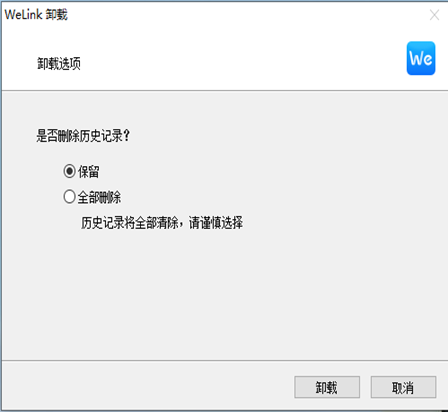 WeLink 卸载
卸载选项
We
是否删除历史记录？
保留
全部删除
历史记录将全部清除，请谨慎选择
卸载
取消